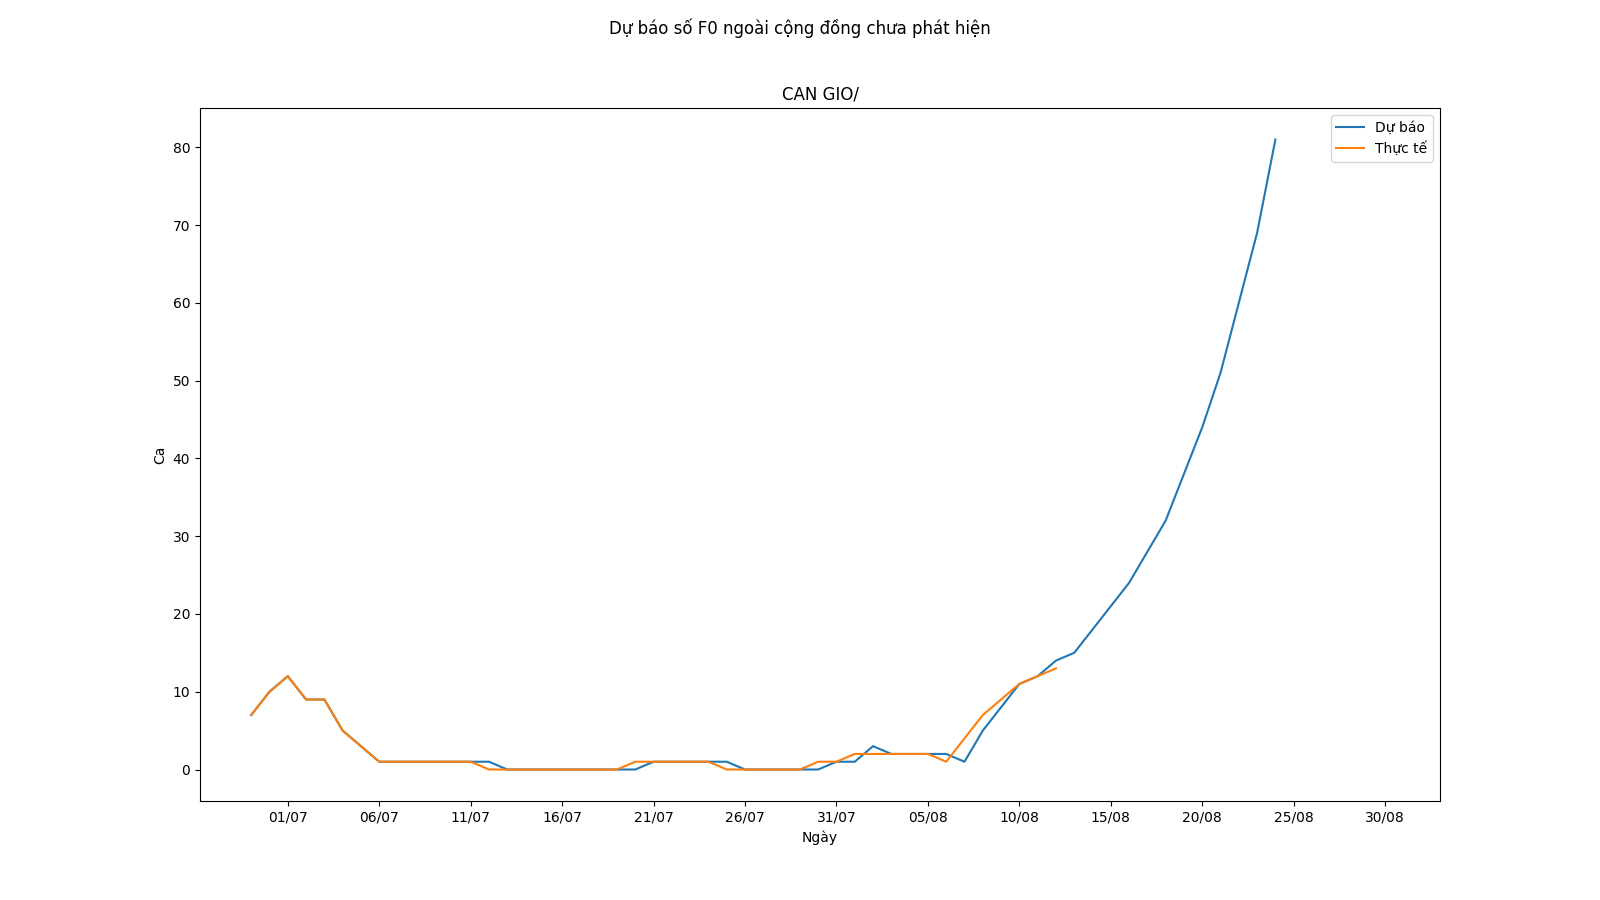 Dự báo số F0 ngoài cộng đồng chưa phát hiện
CAN GIO/
Dự báo
Thực tế
80
70
60
50
40
30
20
10
0
Ca
01/07 06/07 11/07 16/07 21/07 26/07 31/07 05/08 10/08 15/08 20/08 25/08 30/08
Ngày